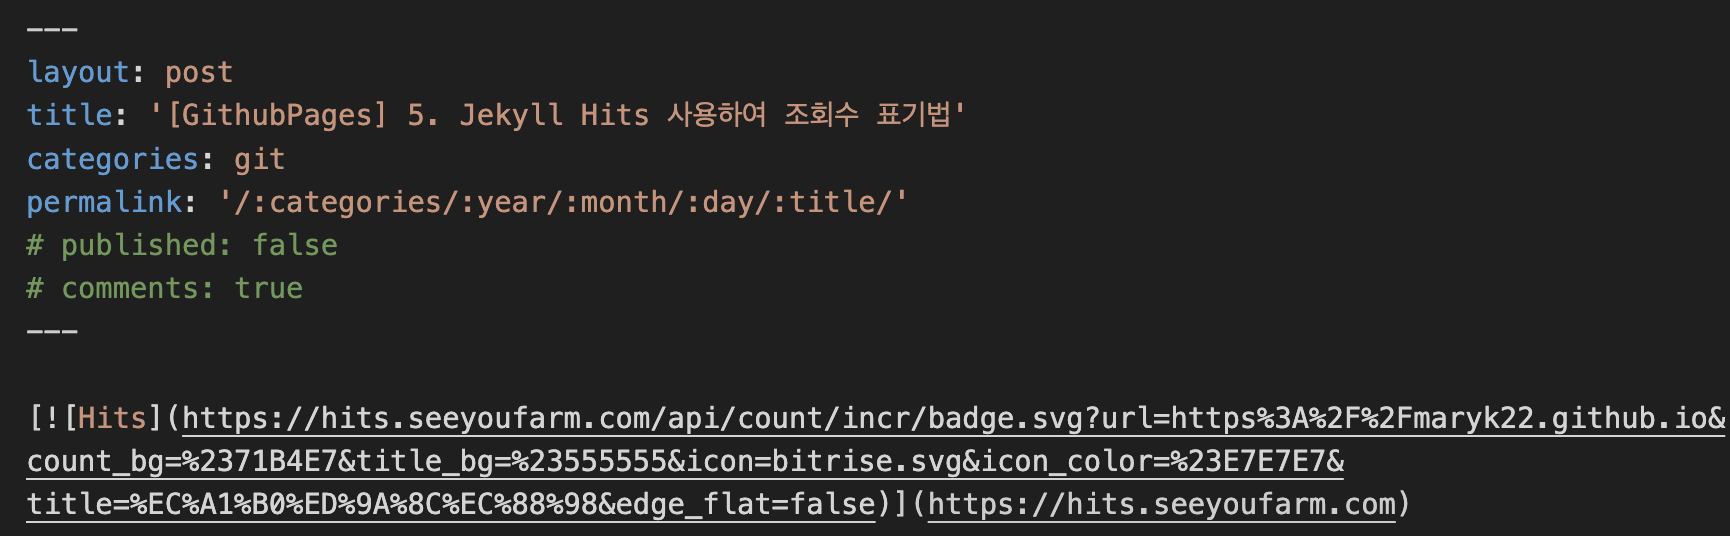 ---
layout: post
title: '[GithubPages] 5. Jekyll Hits 사용하여 조회수 표기법'
categories: git
permalink: '/:categories/:year/:month/:day/:title/'
# published: false
# comments: true
---
[![Hits](https://hits.seeyoufarm.com/api/count/incr/badge.svg?url=https%3A%2F%2Fmaryk22.github.io&
count_bg=%2371B4E7&title_bg=%23555555&icon=bitrise.svg&icon_color=%23E7E7E7&
title=%EC%A1%B0%ED%9A%8C%EC%88%98&edge_flat=false)](https://hits.seeyoufarm.com)